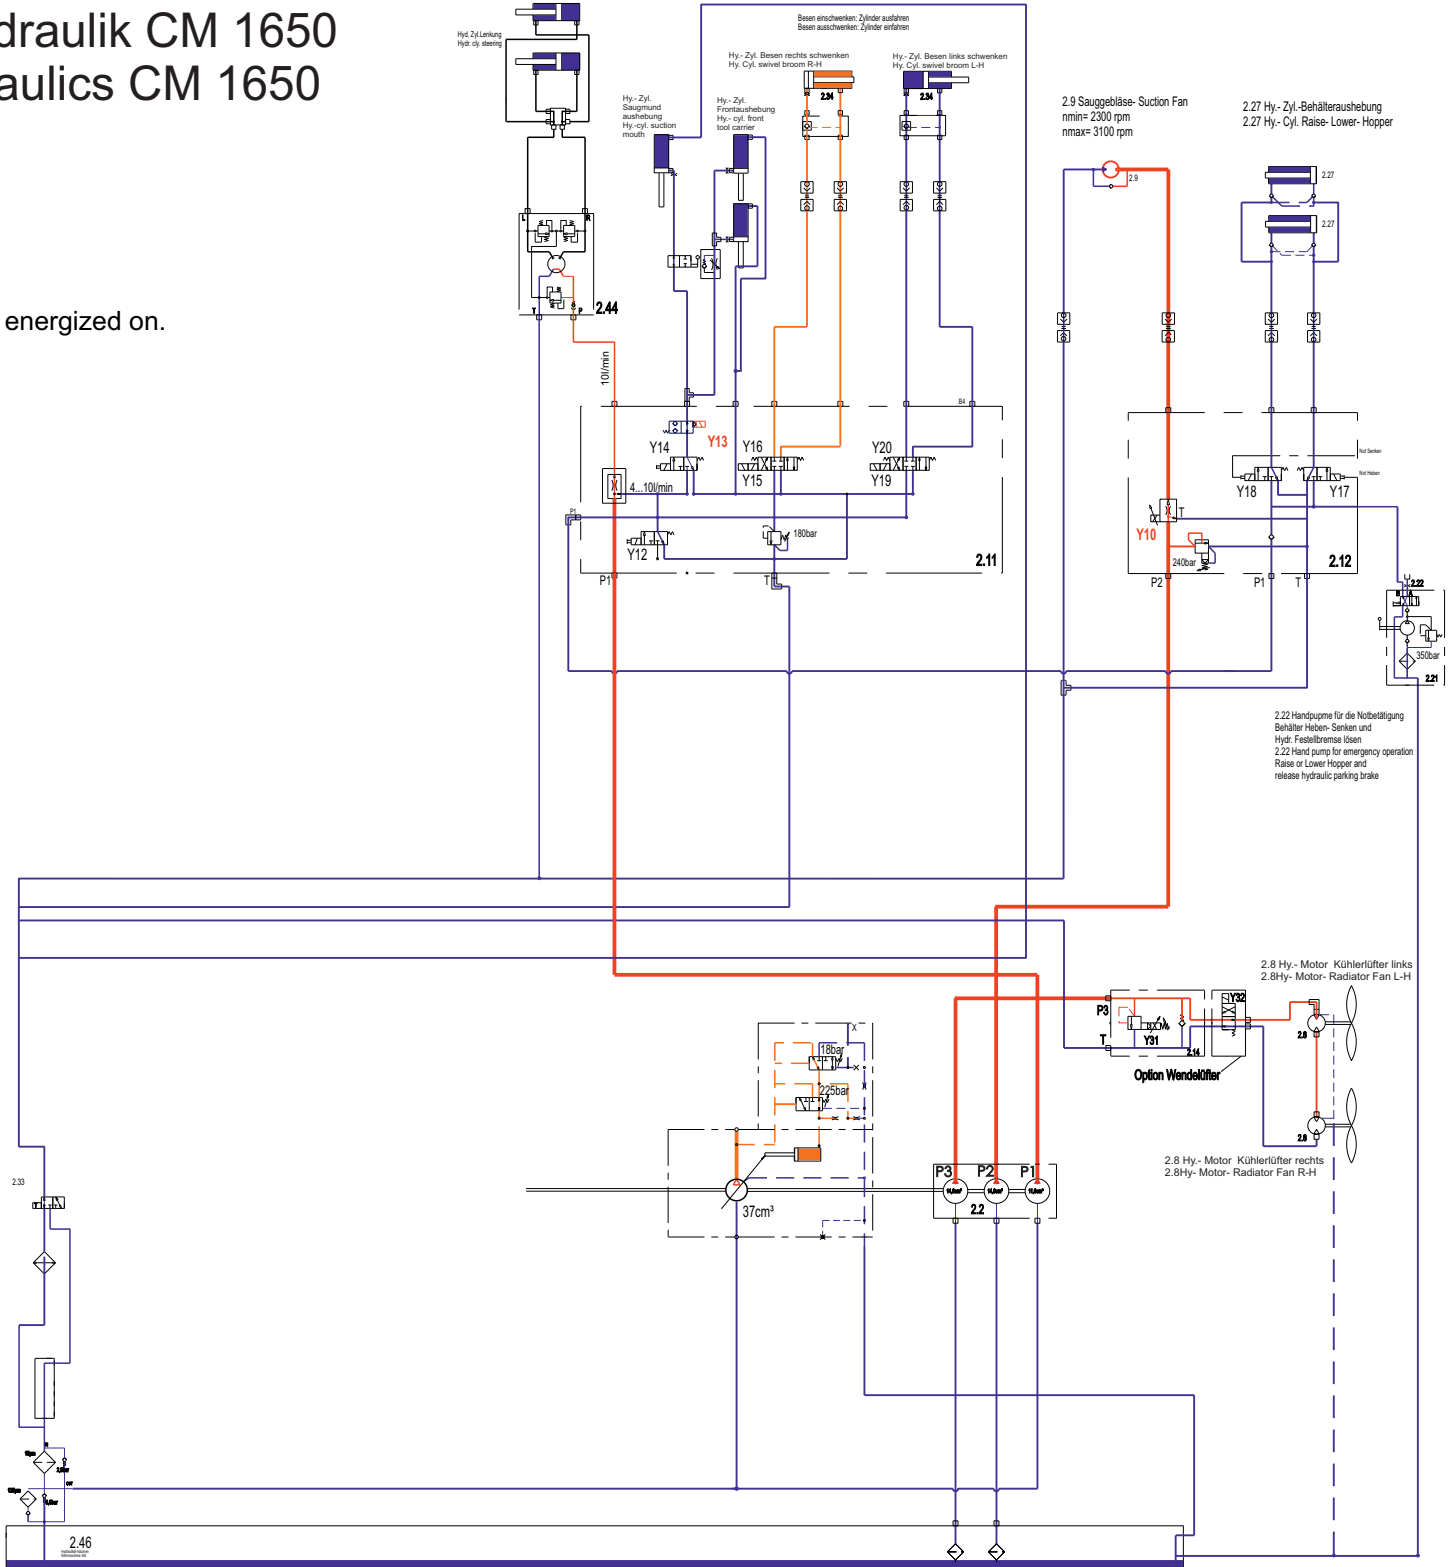 draulik CM 1650
aulics CM 1650
energized on.
Hyd. Zyl.Lenkung
Hydr. cly. steering
Besen einschwenken: Zylinder ausfahren
Besen ausschwenken: Zylinder einfahren
Hy.- Zyl. Besen rechts schwenken
Hy. Cyl. swivel broom R-H
Hy.- Zyl. Besen links schwenken
Hy. Cyl. swivel broom L-H
2.34
2.34
Hy.- Zyl.
Saugmund
aushebung
Hy.-cyl. suction
mouth
Hy.- Zyl.
Frontaushebung
Hy.- cyl. front
tool carrier
2.9 Sauggebläse- Suction Fan
nmin= 2300 rpm
nmax= 3100 rpm
2.27 Hy.- Zyl.-Behälteraushebung
2.27 Hy.- Cyl. Raise- Lower- Hopper
2.9
2.27
2.27
L
R
T
P
2.44
10l/min
B4
Y14
Y13
Y16
Y15
Y20
Y19
4...10l/min
P1
Y12
180bar
2.11
P1
T
Not Senken
Not Heben
Y18
Y17
T
Y10
240bar
2.12
P2
P1
T
2.22
350bar
2.21
2.22 Handpupme für die Notbetätigung
Behälter Heben- Senken und
Hydr. Festellbremse lösen
2.22 Hand pump for emergency operation
Raise or Lower Hopper and
release hydraulic parking brake
2.8 Hy.- Motor Kühlerlüfter links
2.8Hy- Motor- Radiator Fan L-H
P3
Y32
T
Y31
2.14
2.8
Option Wendelüfter
X
18bar
225bar
2.8
2.8 Hy.- Motor Kühlerlüfter rechts
2.8Hy- Motor- Radiator Fan R-H
P3
P2
P1
2.2
37cm³
2.33
2.46